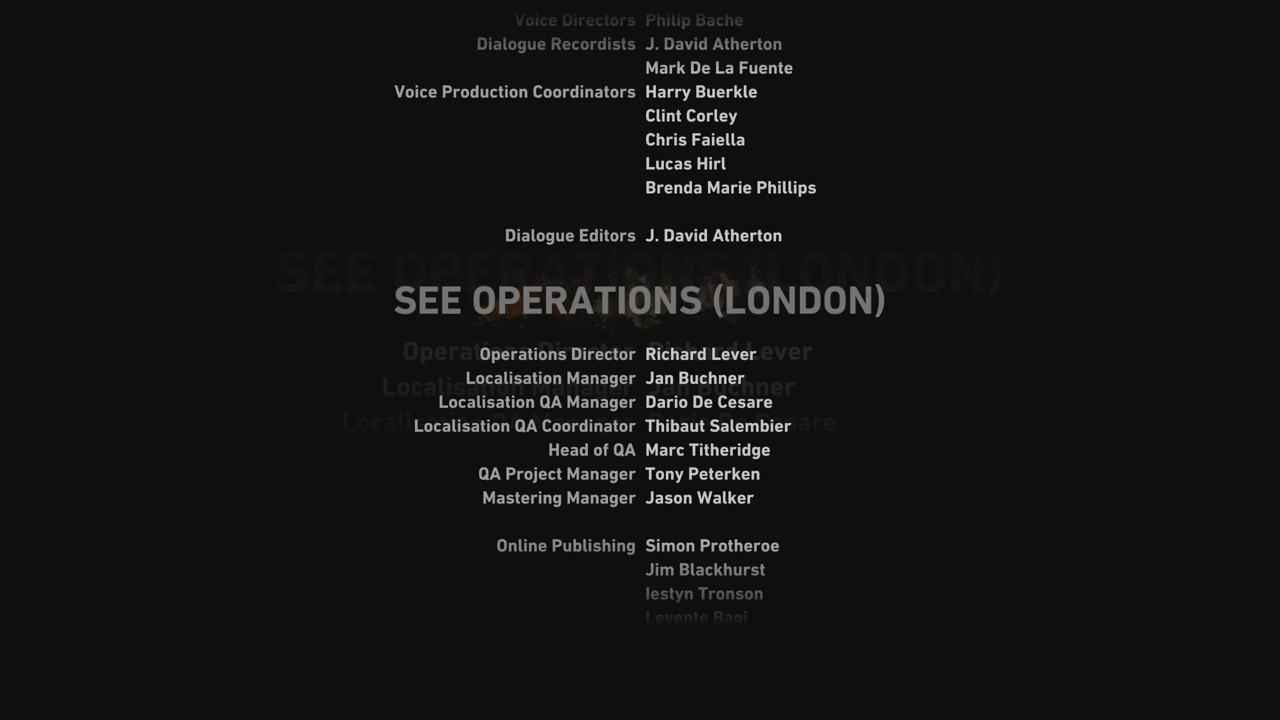 Voice Directors Philip Bache
Dialogue Recordists J. David Atherton
Mark De La Fuente
Voice Production Coordinators Harry Buerkle
Clint Corley
Chris Faiella
Lucas Hirl
Brenda Marie Phillips
Dialogue Editors J. David Atherton
SEE OPERATIONS (LONDON)
Operations Director Richard Lever
Localisation Manager Jan Buchner
Localisation QA Manager Dario De Cesare
Localisation QA Coordinator Thibaut Salembier
Head of QA Marc Titheridge
QA Project Manager Tony Peterken
Mastering Manager Jason Walker
Online Publishing Simon Protheroe
Jim Blackhurst
Iestyn Tronson
Levente Bagi